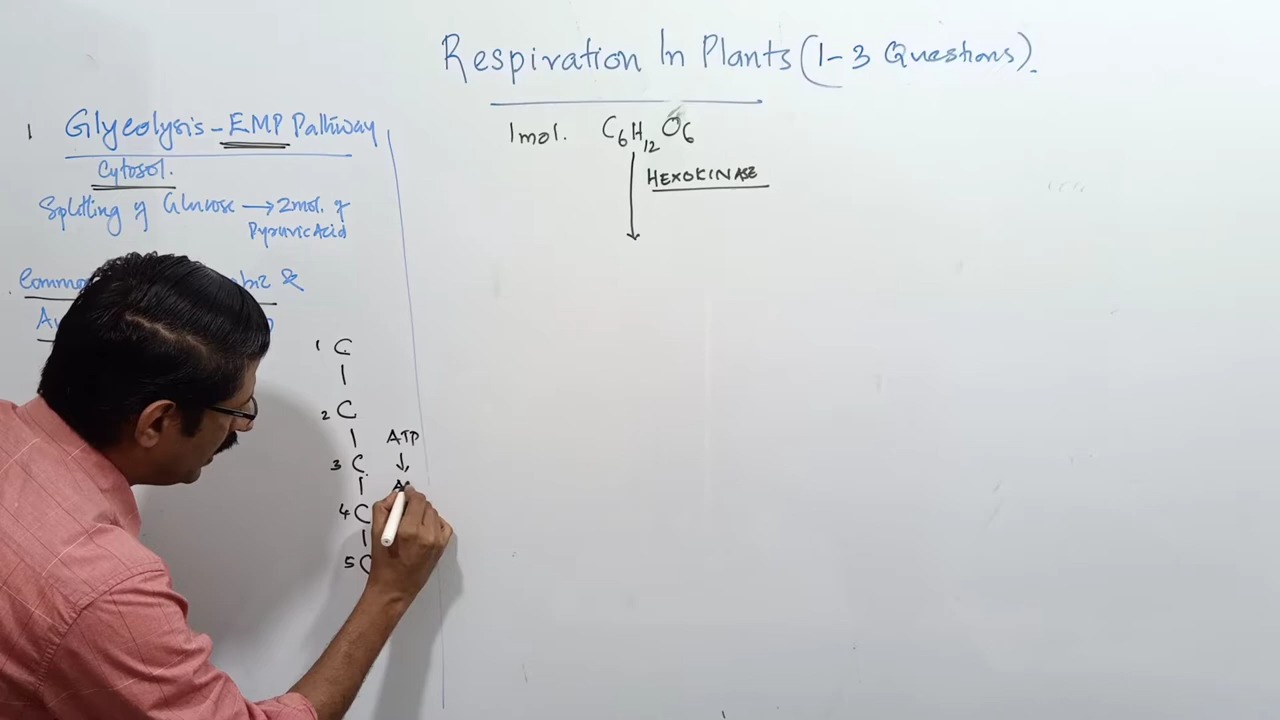 Respiration In Plants (1-3 Questions).
1 Glycolysis - EMP Pathway
Cytosol.
Splitting of Glucose → 2mol. of
Pyruvic Acid
&
1mol. C6H12O6
HEXOKINASE
1 C
2 C
ATP
3 C
4 C
5 C